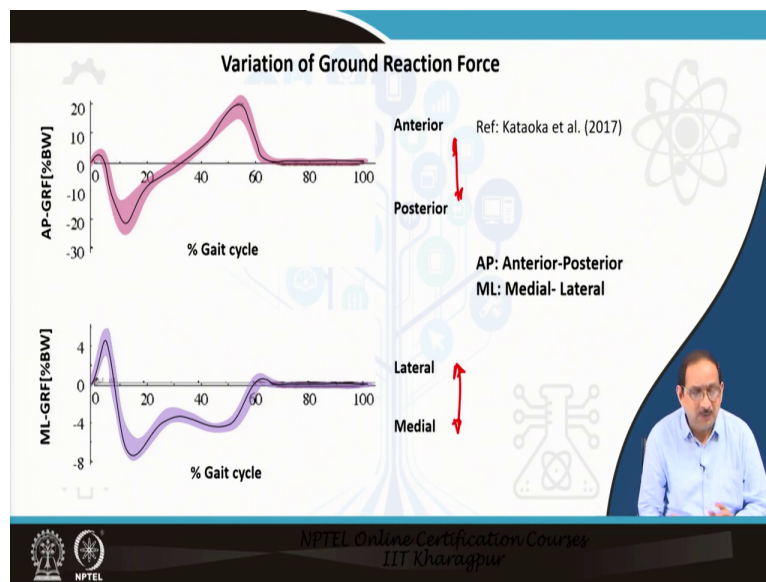 Variation of Ground Reaction Force
AP-GRF[%BW]
20
10
0
-10
-20
-30
0
20
40
60
80
100
% Gait cycle
Anterior
Posterior
Ref: Kataoka et al. (2017)
AP: Anterior-Posterior
ML: Medial- Lateral
ML-GRF[%BW]
4
0
-4
-8
0
20
40
60
80
100
% Gait cycle
Lateral
Medial
NPTEL
NPTEL Online Certification Courses
IIT Kharagpur